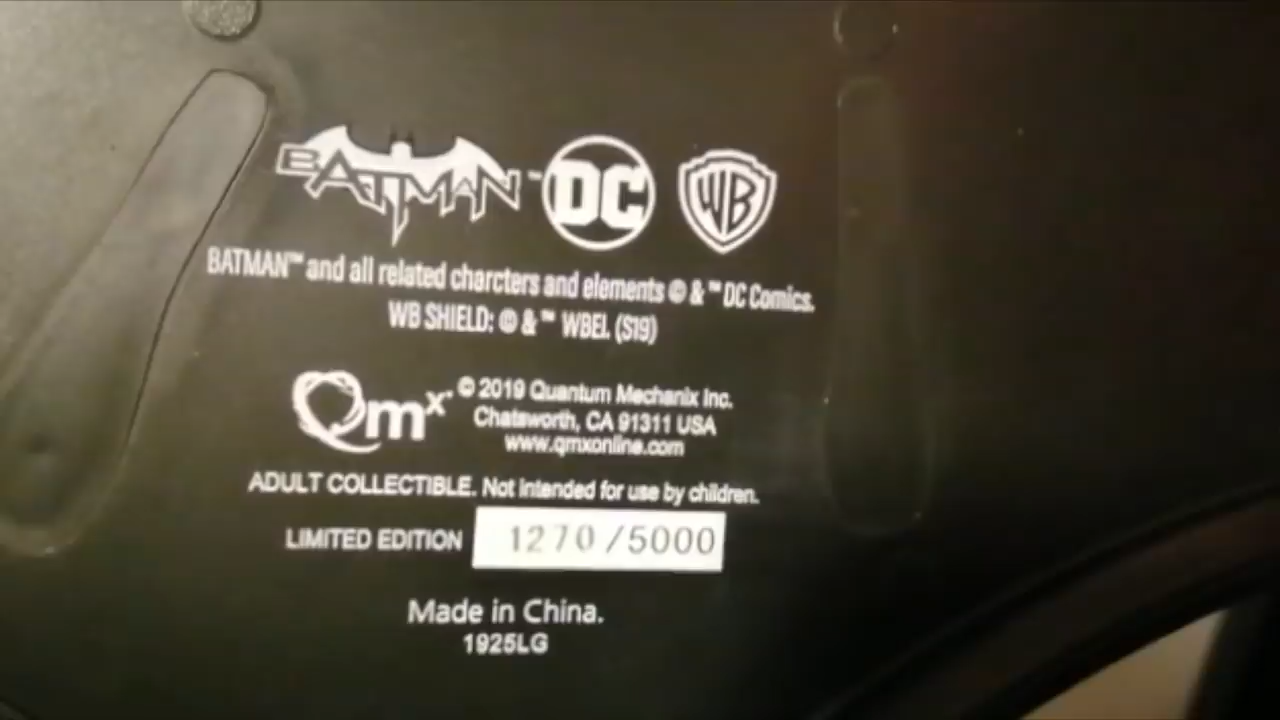 BATMAN™ DC WB
BATMAN™ and all related charcters and elements © & ™ DC Comics.
WB SHIELD: © & ™ WBEI. (S19)
Qmx © 2019 Quantum Mechanix Inc.
Chatsworth, CA 91311 USA
www.qmxonline.com
ADULT COLLECTIBLE. Not intended for use by children.
LIMITED EDITION 1270/5000
Made in China.
1925LG